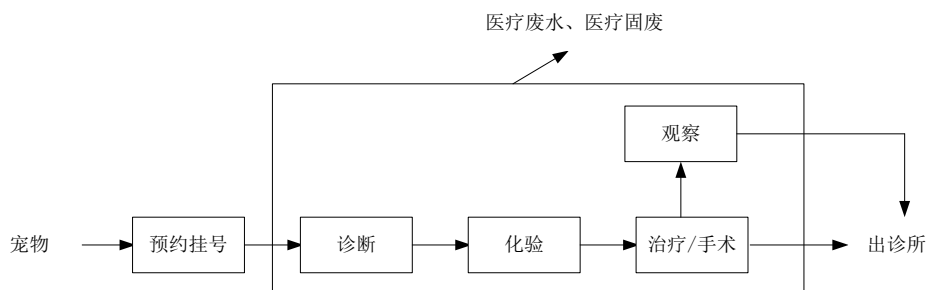 医疗废水、医疗固废
观察
宠物
预约挂号
诊断
化验
治疗/手术
出诊所